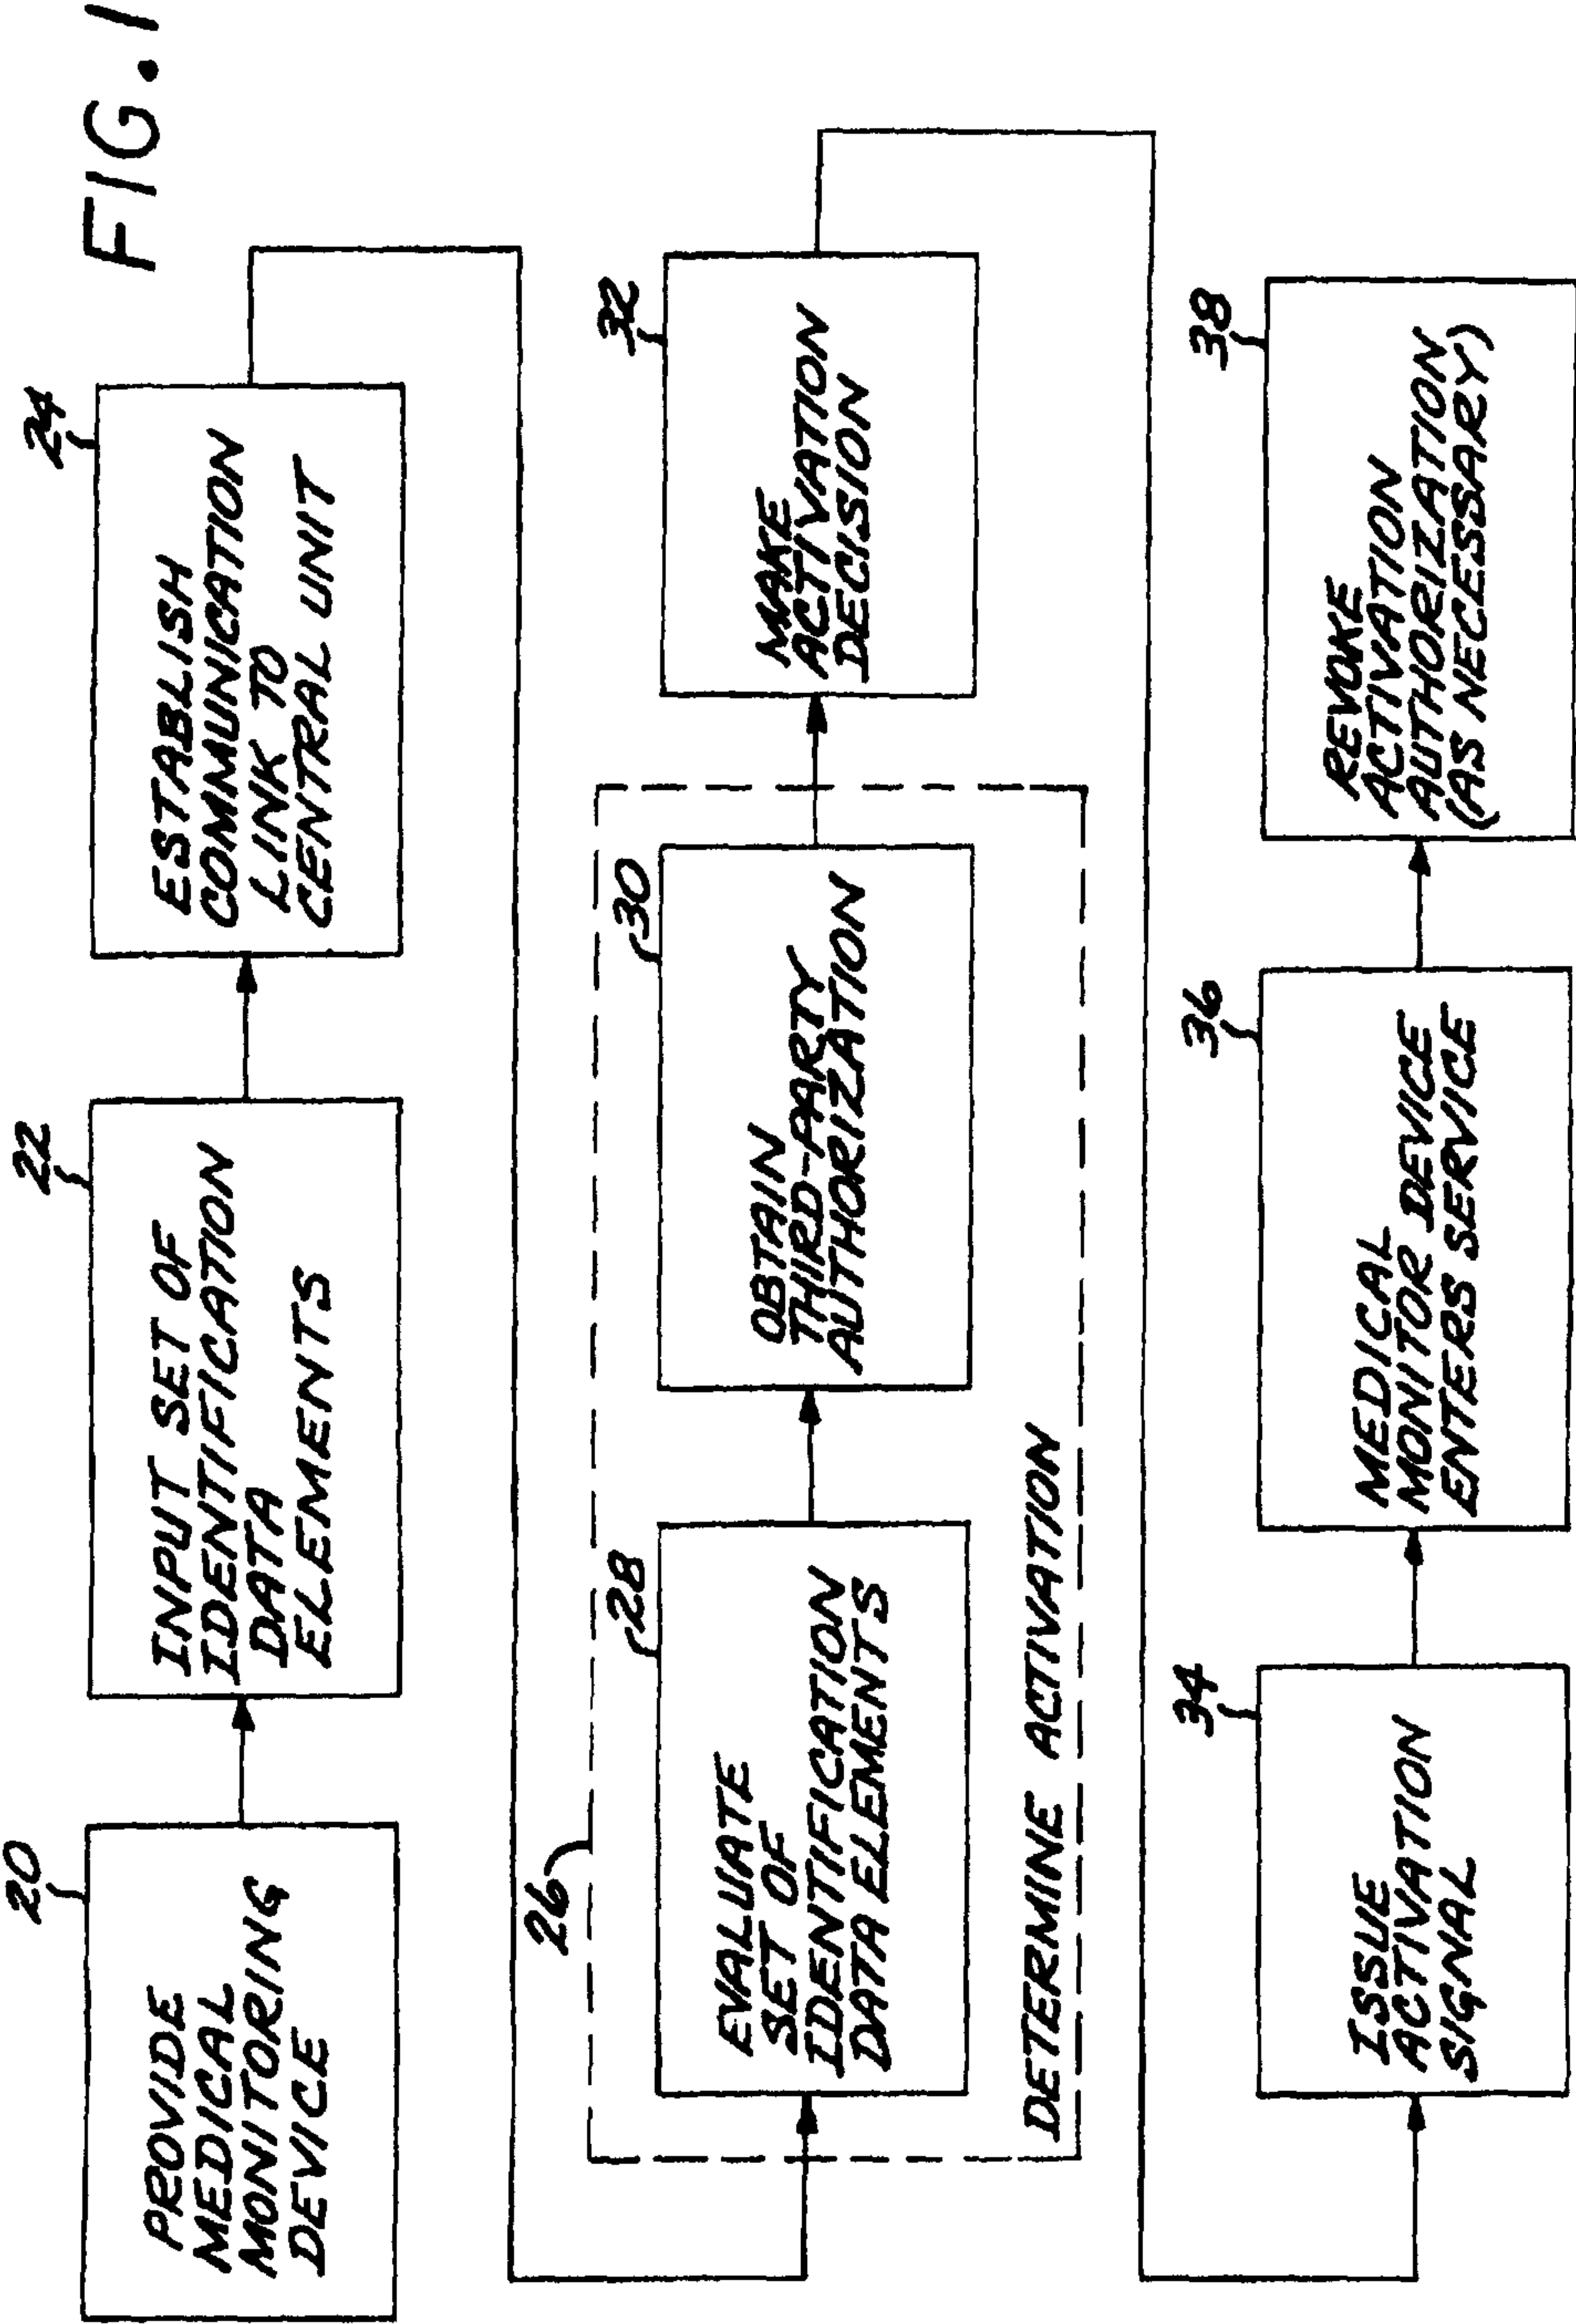 FIG. 1
20
PROVIDE
MEDICAL
MONITORING
DEVICE
22
INPUT SET OF
IDENTIFICATION
DATA
ELEMENTS
24
ESTABLISH
COMMUNICATION
LINK TO
CENTRAL UNIT
26
28
EVALUATE
SET OF
IDENTIFICATION
DATA ELEMENTS
30
OBTAIN
THIRD-PARTY
AUTHORIZATION
DETERMINE ACTIVATION
32
MAKE
ACTIVATION
DECISION
34
ISSUE
ACTIVATION
SIGNAL
36
MEDICAL
MONITOR DEVICE
ENTERS SERVICE
38
REVOKE
ACTIVATION
AUTHORIZATION
(AS NECESSARY)